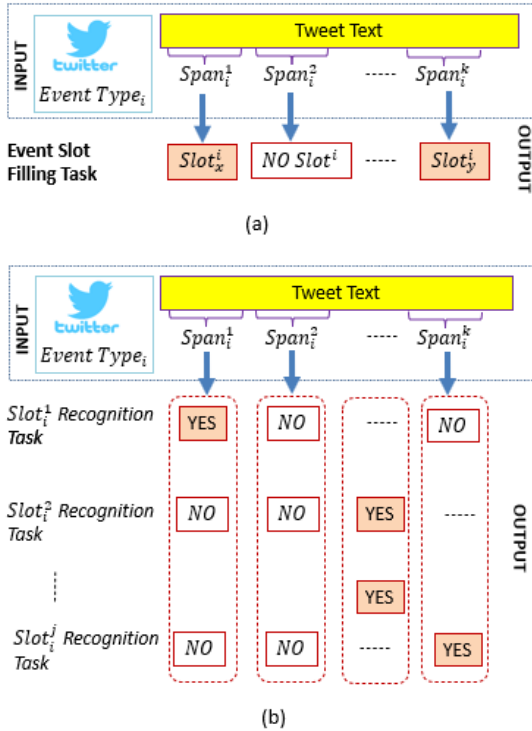 INPUT
Tweet Text
twitter
Event Type_i
Span_i^1 Span_i^2 ----- Span_i^k
Event Slot
Filling Task
Slot_x^i NO Slot^i ----- Slot_y^i
OUTPUT
(a)
INPUT
Tweet Text
twitter
Event Type_i
Span_i^1 Span_i^2 ----- Span_i^k
Slot_i^1 Recognition
Task
YES NO ----- NO
Slot_i^2 Recognition
Task
NO NO YES -----
YES
Slot_i^j Recognition
Task
NO NO ----- YES
OUTPUT
(b)